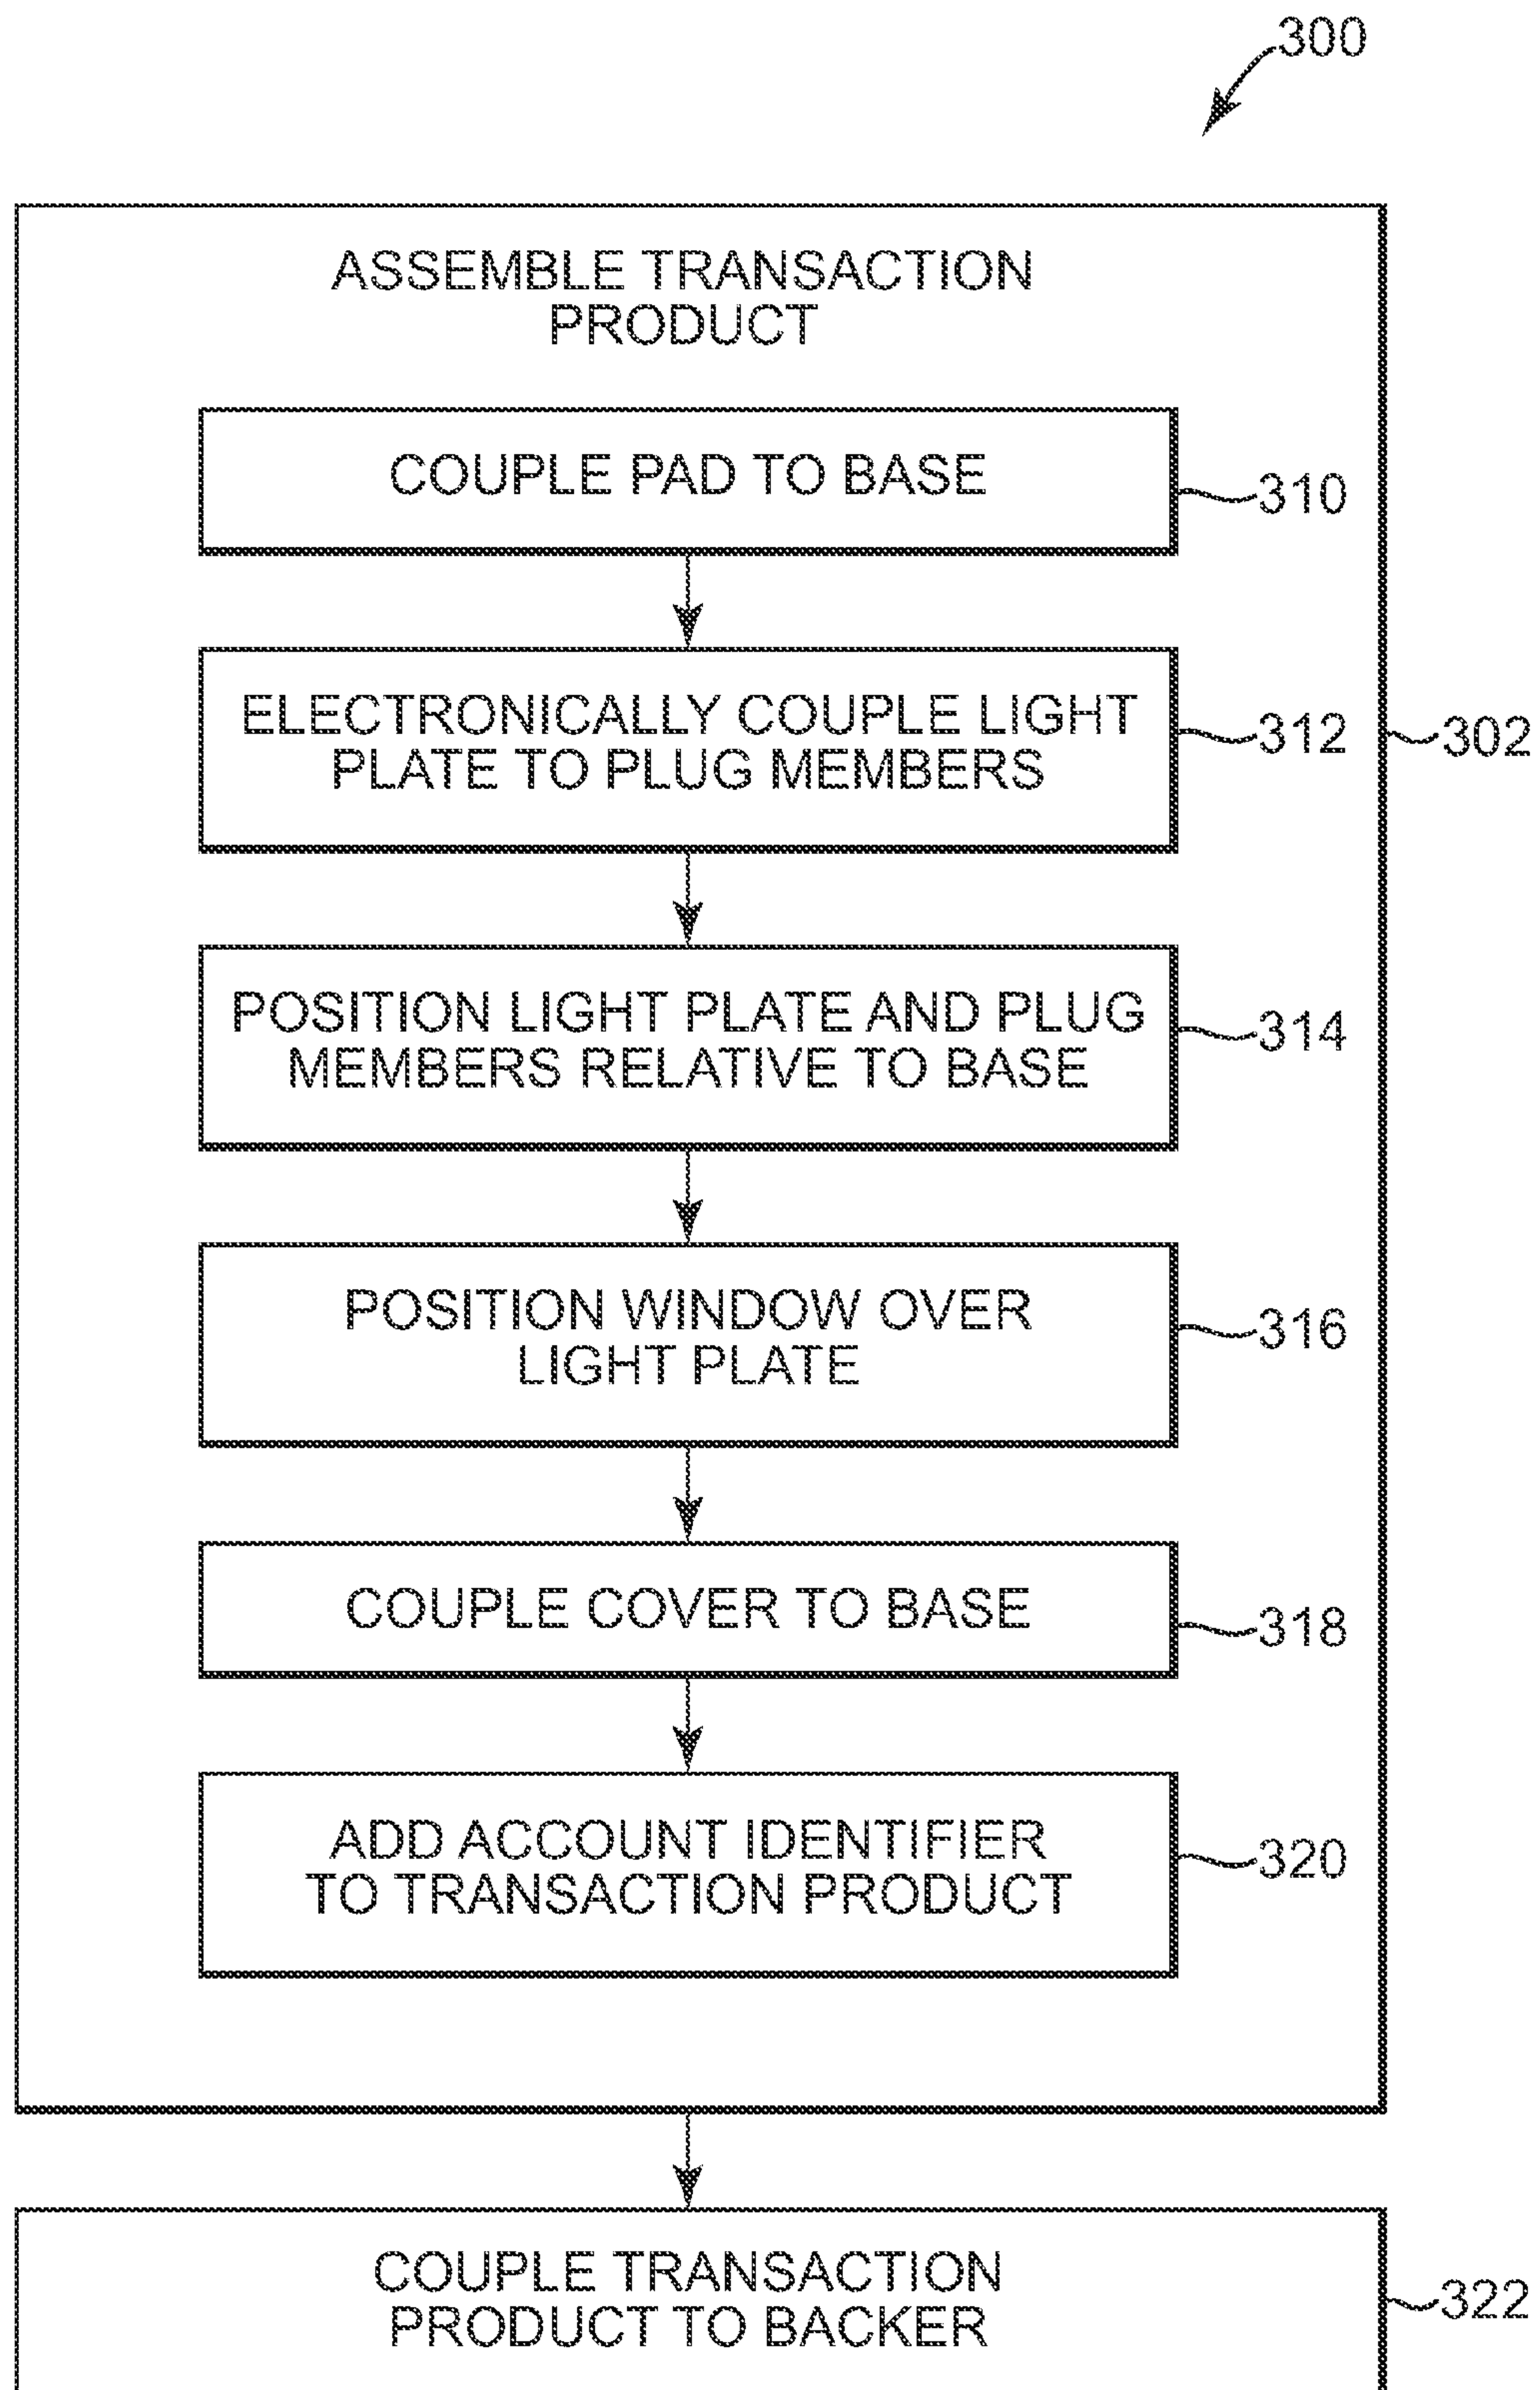 300
ASSEMBLE TRANSACTION
PRODUCT
COUPLE PAD TO BASE
310
ELECTRONICALLY COUPLE LIGHT
PLATE TO PLUG MEMBERS
312
302
POSITION LIGHT PLATE AND PLUG
MEMBERS RELATIVE TO BASE
314
POSITION WINDOW OVER
LIGHT PLATE
316
COUPLE COVER TO BASE
318
ADD ACCOUNT IDENTIFIER
TO TRANSACTION PRODUCT
320
COUPLE TRANSACTION
PRODUCT TO BACKER
322